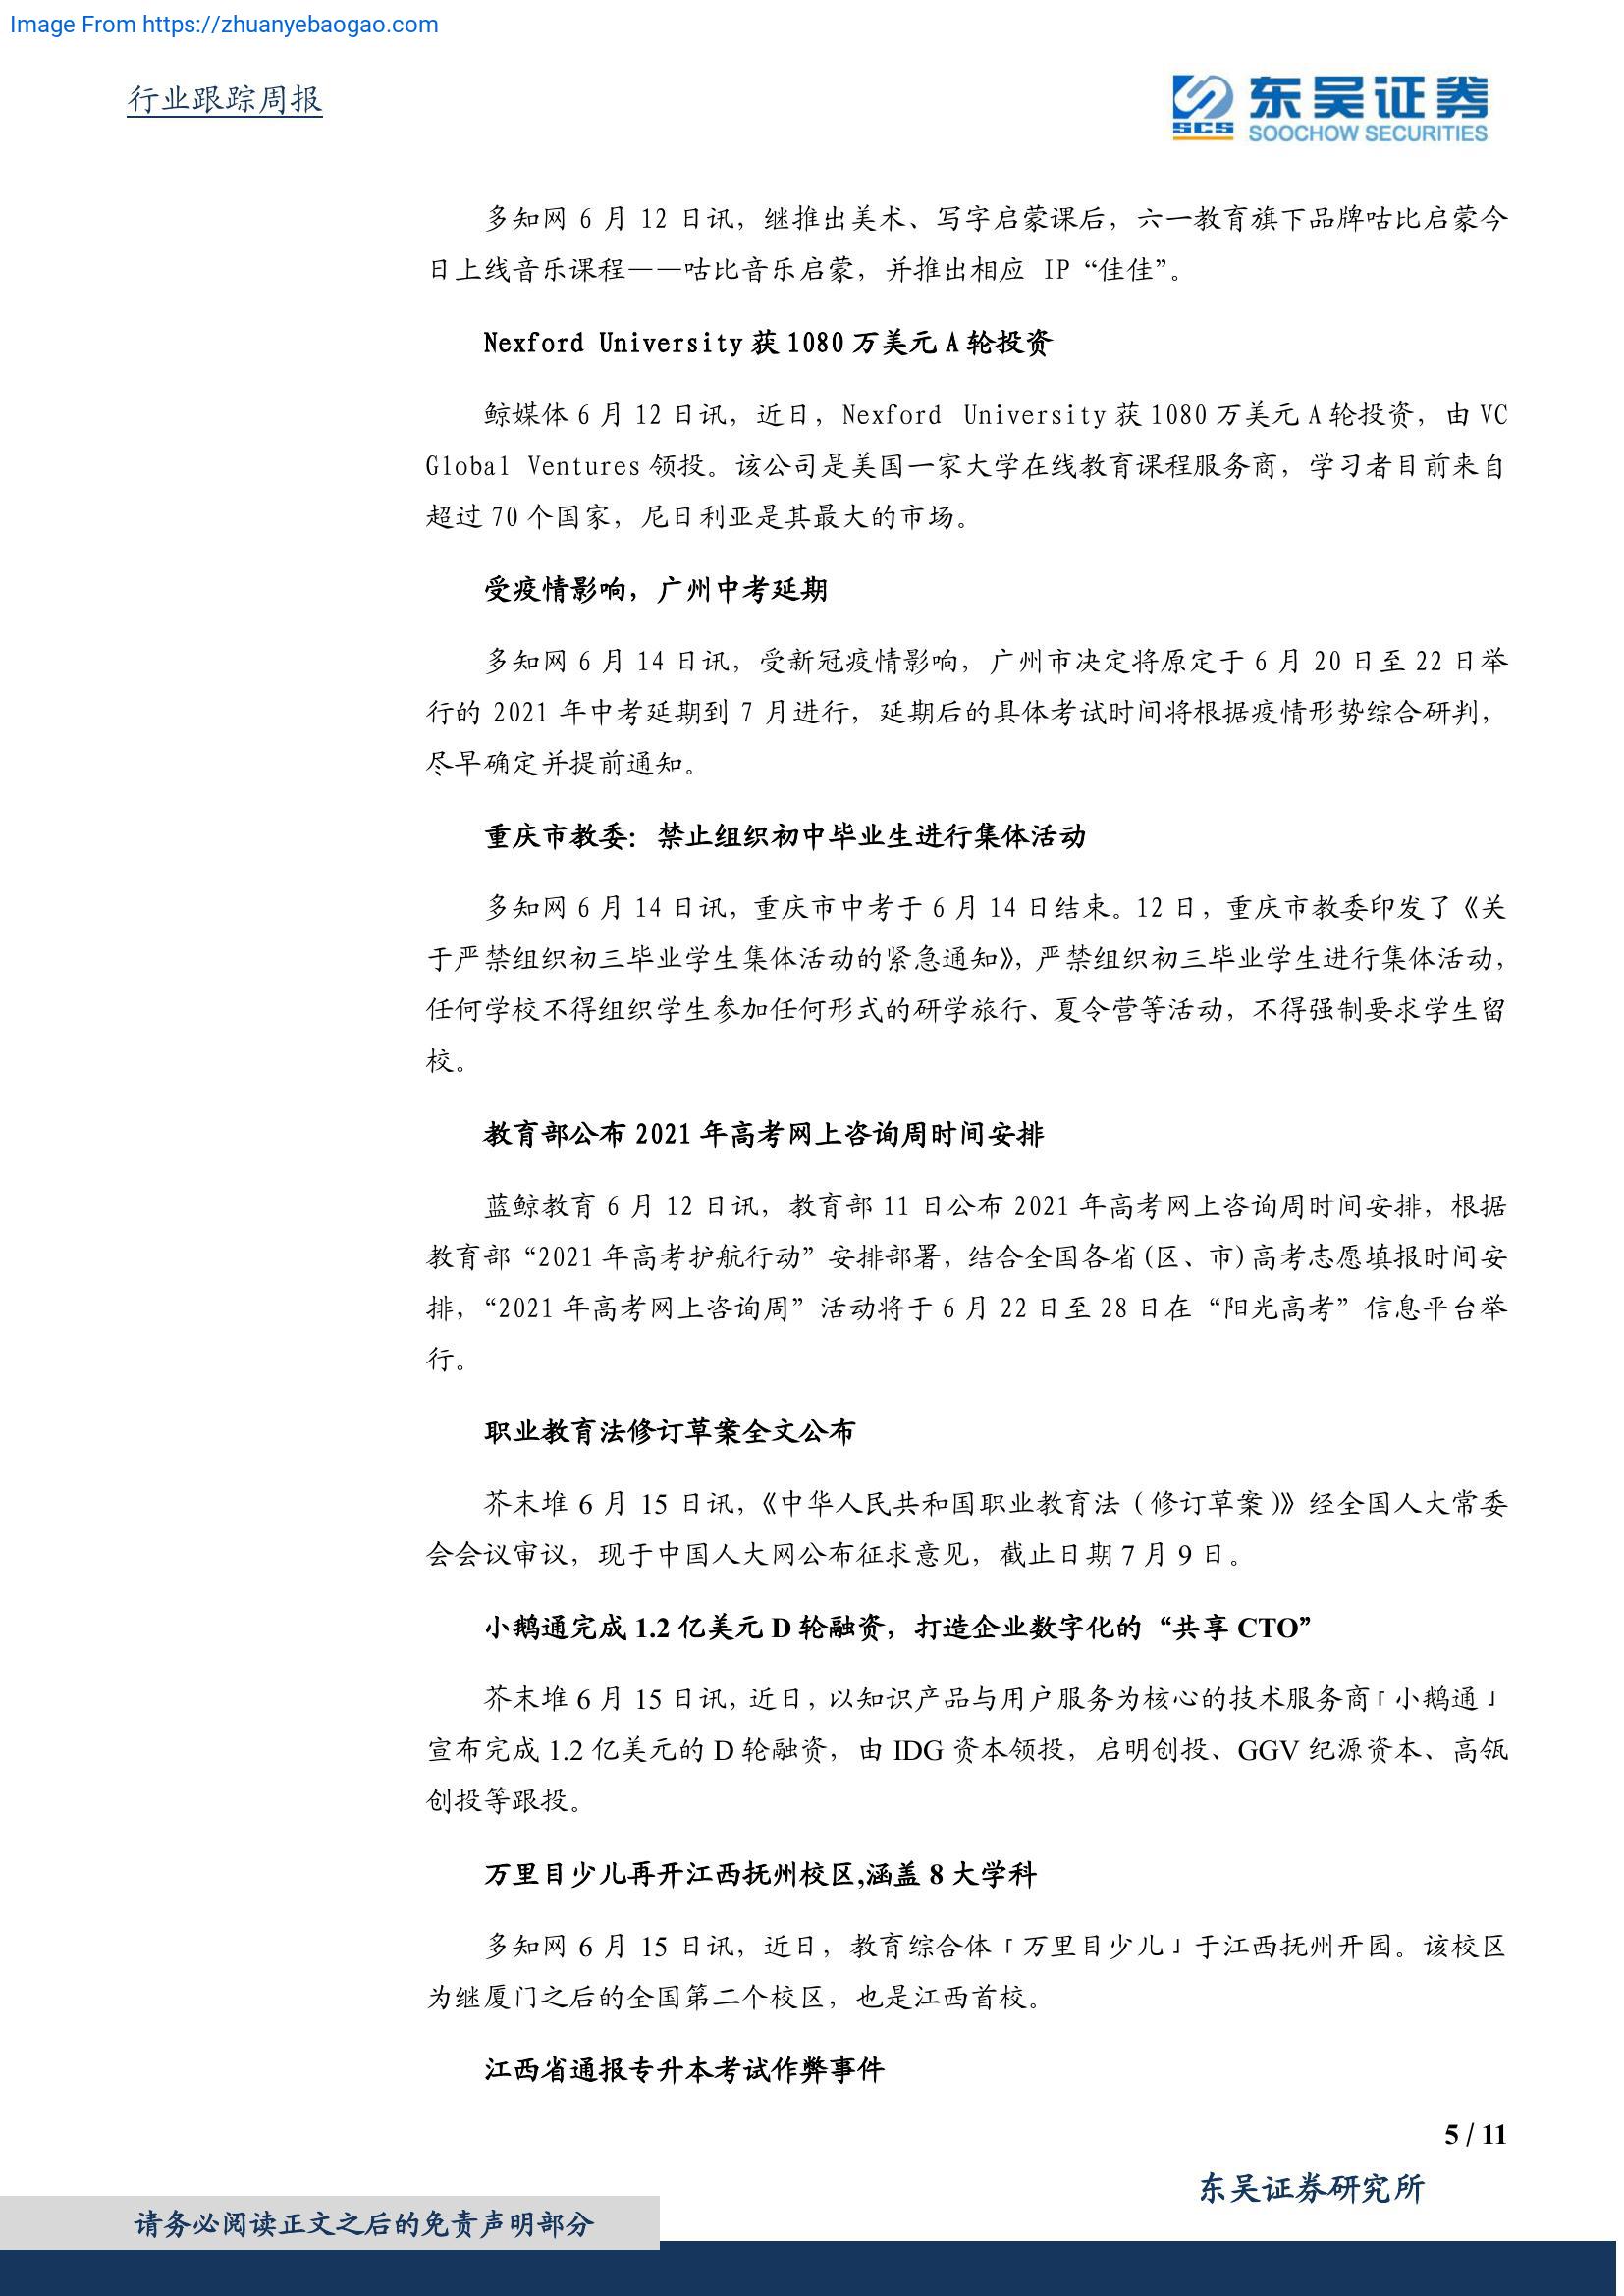 Image From https://zhuanyebaogao.com
行业跟踪周报
SCS 东吴证券
SOOCHOW SECURITIES
多知网 6 月 12 日讯，继推出美术、写字启蒙课后，六一教育旗下品牌咕比启蒙今
日上线音乐课程——咕比音乐启蒙，并推出相应 IP “佳佳”。
Nexford University 获 1080 万美元 A 轮投资
鲸媒体 6 月 12 日讯，近日，Nexford University 获 1080 万美元 A 轮投资，由 VC
Global Ventures 领投。该公司是美国一家大学在线教育课程服务商，学习者目前来自
超过 70 个国家，尼日利亚是其最大的市场。
受疫情影响，广州中考延期
多知网 6 月 14 日讯，受新冠疫情影响，广州市决定将原定于 6 月 20 日至 22 日举
行的 2021 年中考延期到 7 月进行，延期后的具体考试时间将根据疫情形势综合研判，
尽早确定并提前通知。
重庆市教委：禁止组织初中毕业生进行集体活动
多知网 6 月 14 日讯，重庆市中考于 6 月 14 日结束。12 日，重庆市教委印发了《关
于严禁组织初三毕业学生集体活动的紧急通知》，严禁组织初三毕业学生进行集体活动，
任何学校不得组织学生参加任何形式的研学旅行、夏令营等活动，不得强制要求学生留
校。
教育部公布 2021 年高考网上咨询周时间安排
蓝鲸教育 6 月 12 日讯，教育部 11 日公布 2021 年高考网上咨询周时间安排，根据
教育部“2021 年高考护航行动”安排部署，结合全国各省(区、市)高考志愿填报时间安
排，“2021 年高考网上咨询周”活动将于 6 月 22 日至 28 日在“阳光高考”信息平台举
行。
职业教育法修订草案全文公布
芥末堆 6 月 15 日讯，《中华人民共和国职业教育法（修订草案）》经全国人大常委
会会议审议，现于中国人大网公布征求意见，截止日期 7 月 9 日。
小鹅通完成 1.2 亿美元 D 轮融资，打造企业数字化的“共享 CTO”
芥末堆 6 月 15 日讯，近日，以知识产品与用户服务为核心的技术服务商「小鹅通」
宣布完成 1.2 亿美元的 D 轮融资，由 IDG 资本领投，启明创投、GGV 纪源资本、高瓴
创投等跟投。
万里目少儿再开江西抚州校区,涵盖 8 大学科
多知网 6 月 15 日讯，近日，教育综合体「万里目少儿」于江西抚州开园。该校区
为继厦门之后的全国第二个校区，也是江西首校。
江西省通报专升本考试作弊事件
5 / 11
东吴证券研究所
请务必阅读正文之后的免责声明部分